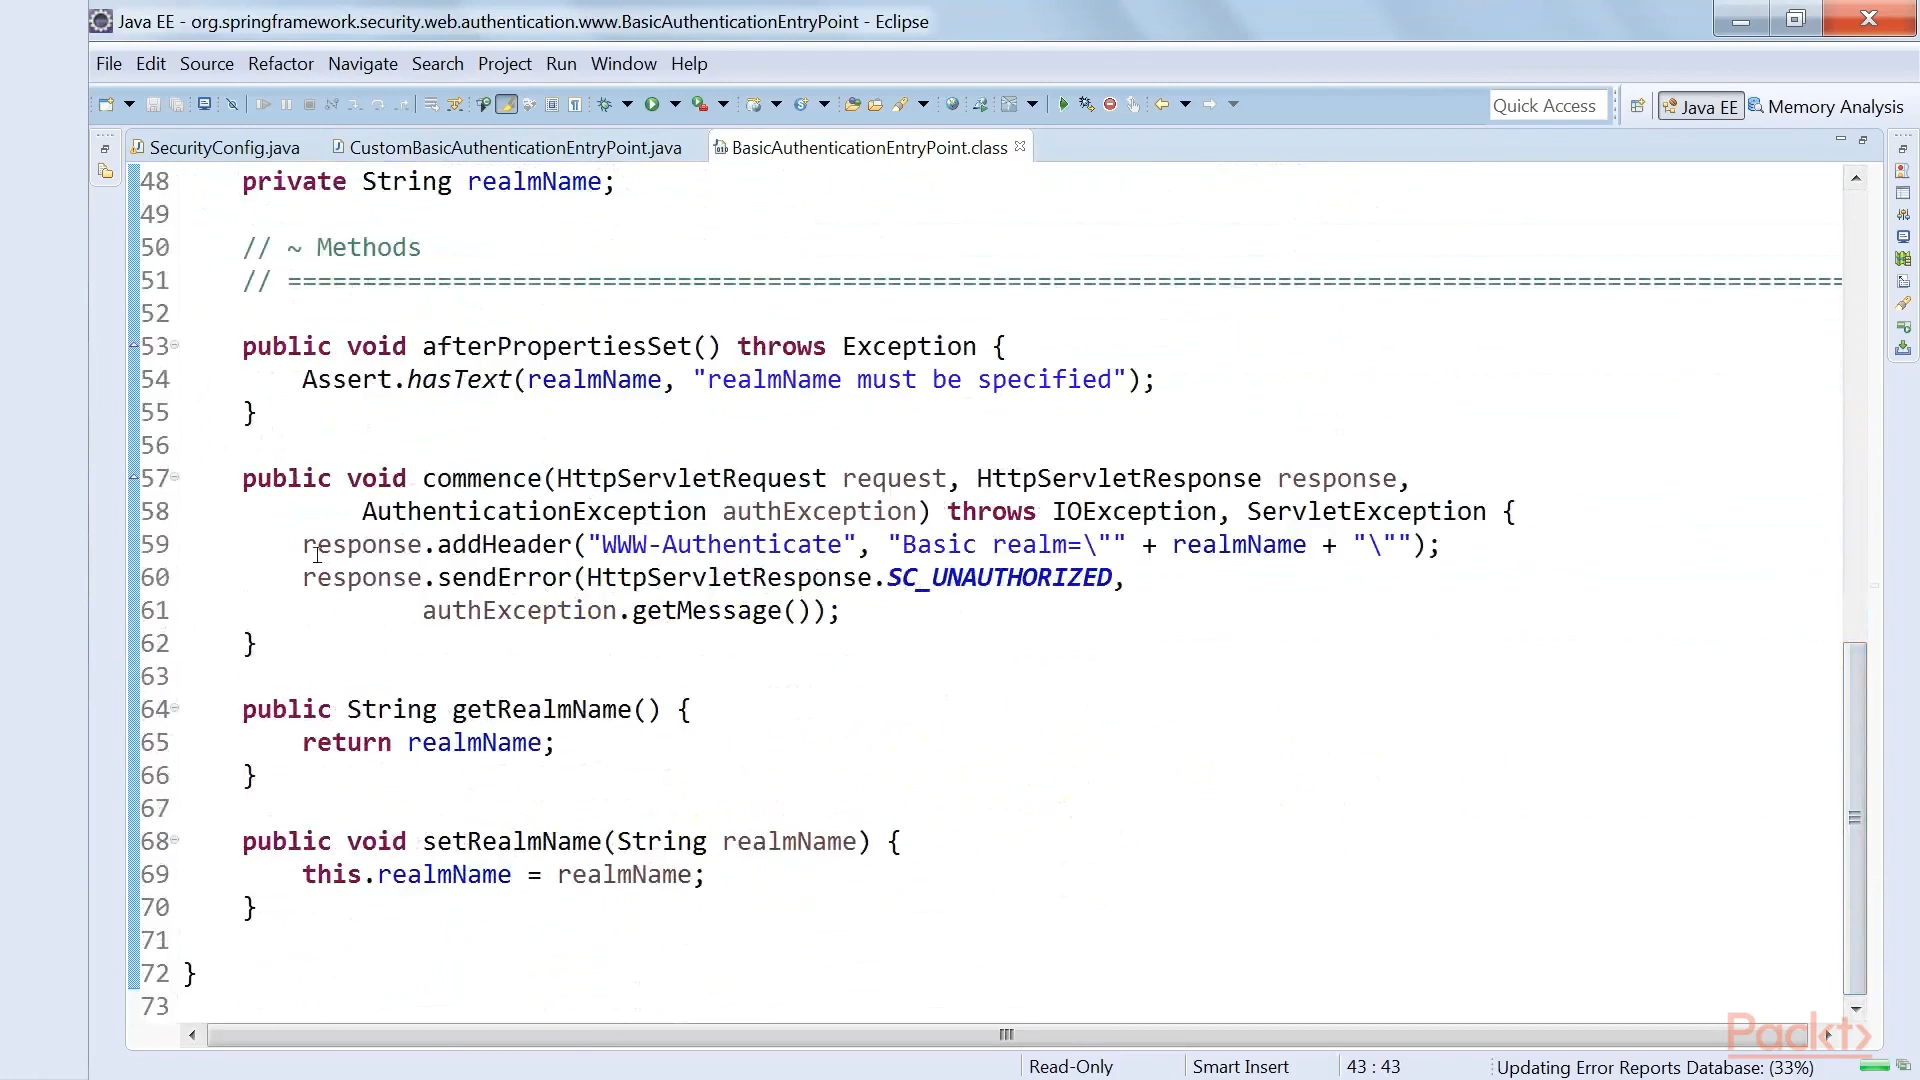 Java EE - org.springframework.security.web.authentication.www.BasicAuthenticationEntryPoint - Eclipse
File Edit Source Refactor Navigate Search Project Run Window Help
Quick Access Java EE Memory Analysis
SecurityConfig.java CustomBasicAuthenticationEntryPoint.java BasicAuthenticationEntryPoint.class
48 private String realmName;
49
50 // ~ Methods
51 // ========================================================================================================
52
53 public void afterPropertiesSet() throws Exception {
54 Assert.hasText(realmName, "realmName must be specified");
55 }
56
57 public void commence(HttpServletRequest request, HttpServletResponse response,
58 AuthenticationException authException) throws IOException, ServletException {
59 response.addHeader("WWW-Authenticate", "Basic realm=\"" + realmName + "\"");
60 response.sendError(HttpServletResponse.SC_UNAUTHORIZED,
61 authException.getMessage());
62 }
63
64 public String getRealmName() {
65 return realmName;
66 }
67
68 public void setRealmName(String realmName) {
69 this.realmName = realmName;
70 }
71
72 }
73
Packt
Read-Only Smart Insert 43 : 43 Updating Error Reports Database: (33%)